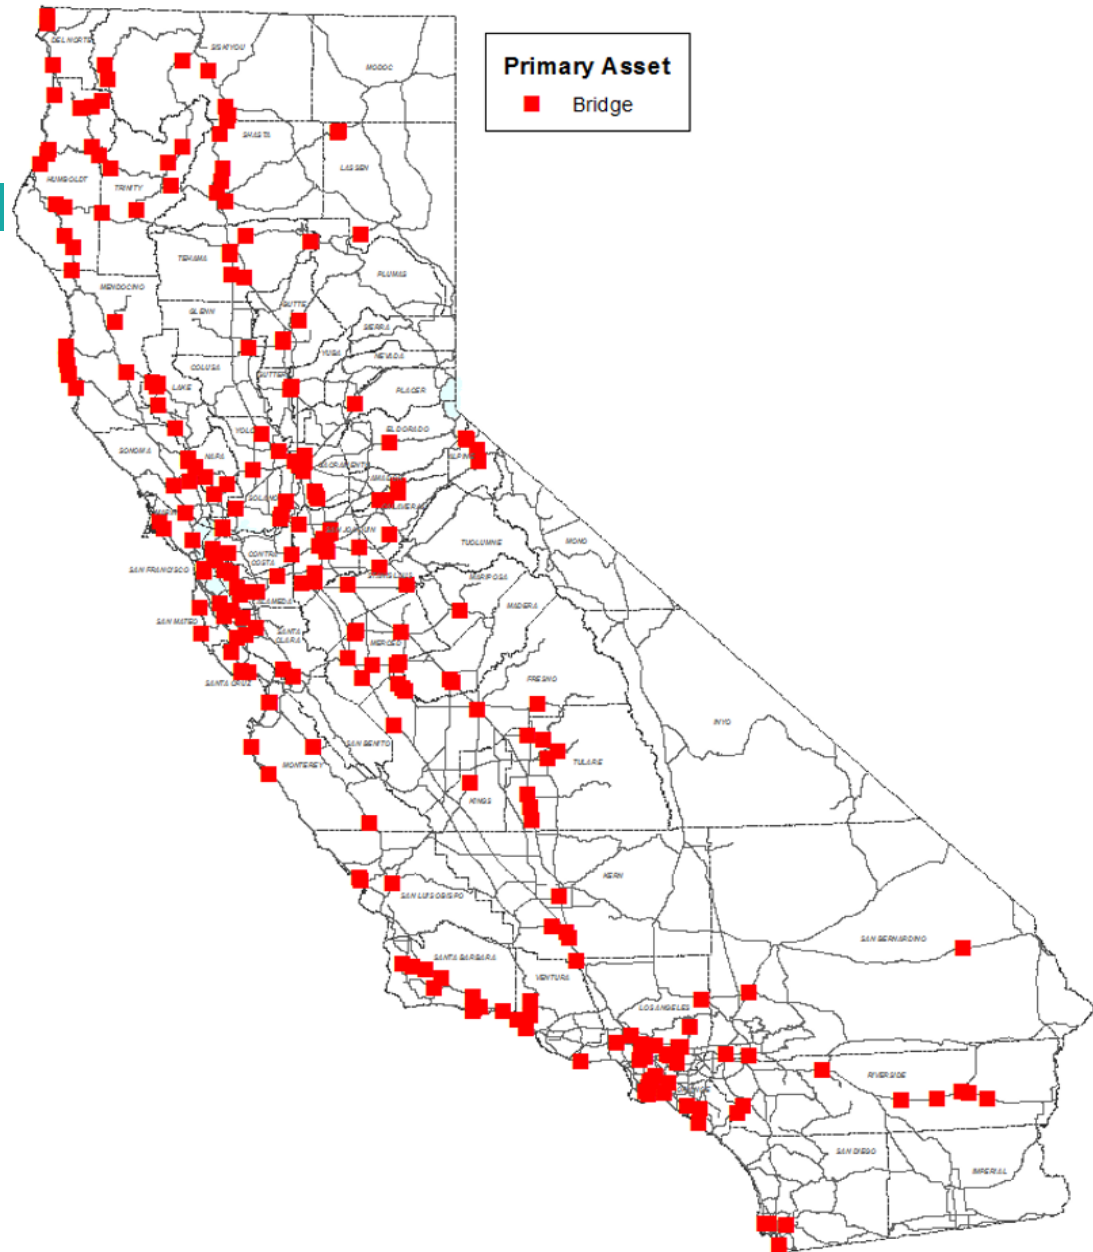 Primary Asset
Bridge
DEL NORTE
SISKIYOU
MODOC
SHASTA
LASSEN
HUMBOLDT
TRINITY
TEHAMA
PLUMAS
MENDOCINO
GLENN
BUTTE
SIERRA
YUBA
NEVADA
COLUSA
SUTTER
LAKE
PLACER
YOLO
EL DORADO
SONOMA
NAPA
SACRAMENTO
ALPINE
SOLANO
SAN JOAQUIN
TUOLUMNE
MONO
CONTRA
COSTA
SAN FRANCISCO
MARIPOSA
ALAMEDA
MADERA
SAN MATEO
SANTA
CLARA
MERCED
SANTA CRUZ
FRESNO
INYO
SAN BENITO
MONTEREY
TULARE
KINGS
KERN
SAN LUIS OBISPO
SAN BERNARDINO
SANTA BARBARA
VENTURA
LOS ANGELES
RIVERSIDE
SAN DIEGO
IMPERIAL